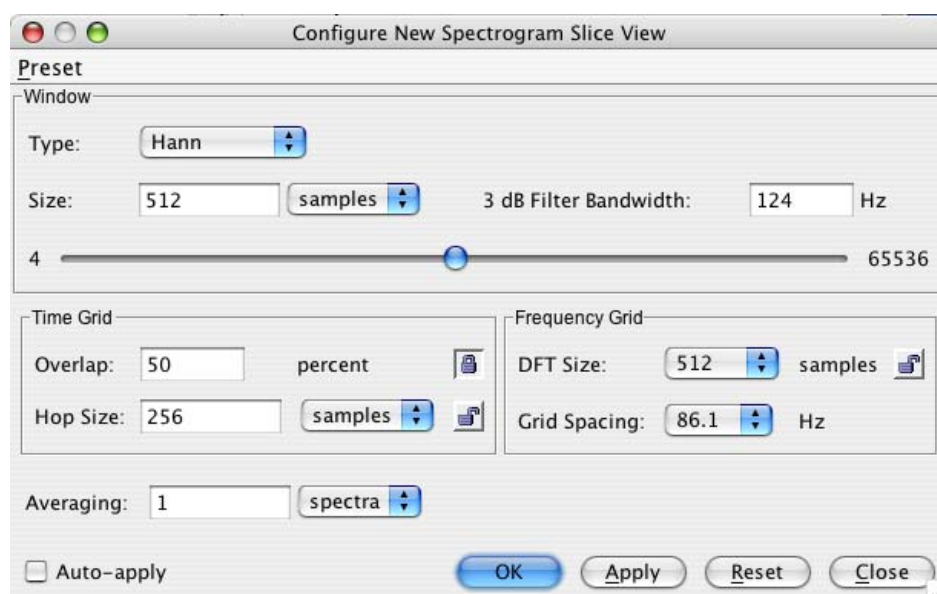 Configure New Spectrogram Slice View
Preset
Window
Type: Hann
Size: 512 samples 3 dB Filter Bandwidth: 124 Hz
4 65536
Time Grid
Overlap: 50 percent
Hop Size: 256 samples
Frequency Grid
DFT Size: 512 samples
Grid Spacing: 86.1 Hz
Averaging: 1 spectra
Auto-apply OK Apply Reset Close